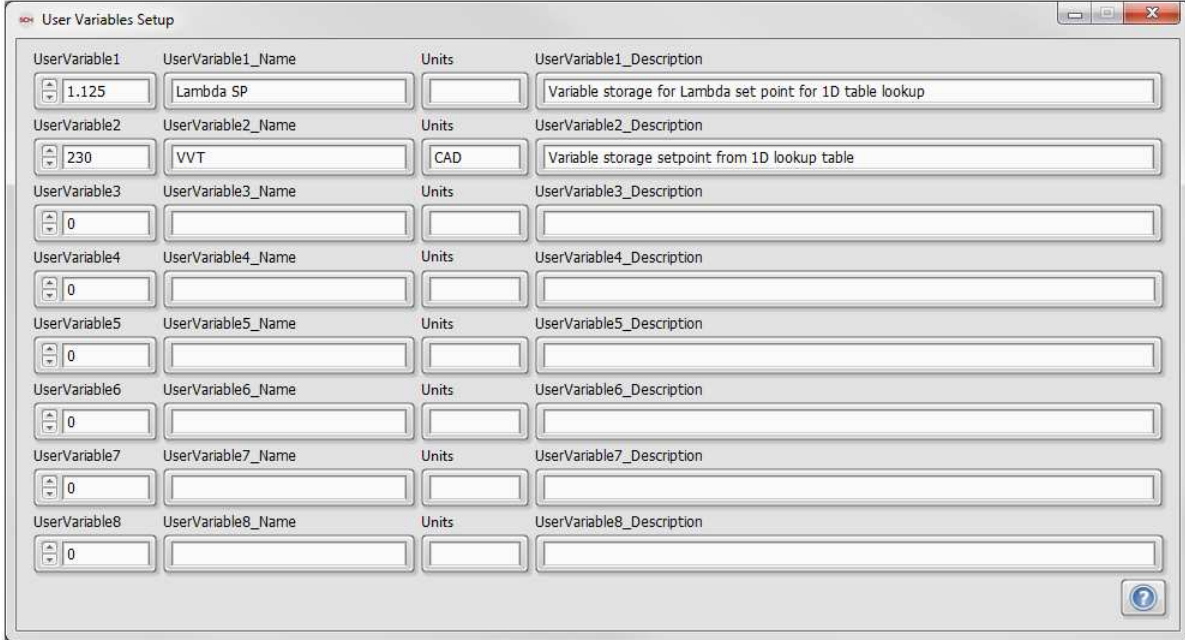 SCM User Variables Setup
UserVariable1 UserVariable1_Name Units UserVariable1_Description
1.125 Lambda SP Variable storage for Lambda set point for 1D table lookup
UserVariable2 UserVariable2_Name Units UserVariable2_Description
230 VVT CAD Variable storage setpoint from 1D lookup table
UserVariable3 UserVariable3_Name Units UserVariable3_Description
0
UserVariable4 UserVariable4_Name Units UserVariable4_Description
0
UserVariable5 UserVariable5_Name Units UserVariable5_Description
0
UserVariable6 UserVariable6_Name Units UserVariable6_Description
0
UserVariable7 UserVariable7_Name Units UserVariable7_Description
0
UserVariable8 UserVariable8_Name Units UserVariable8_Description
0
?